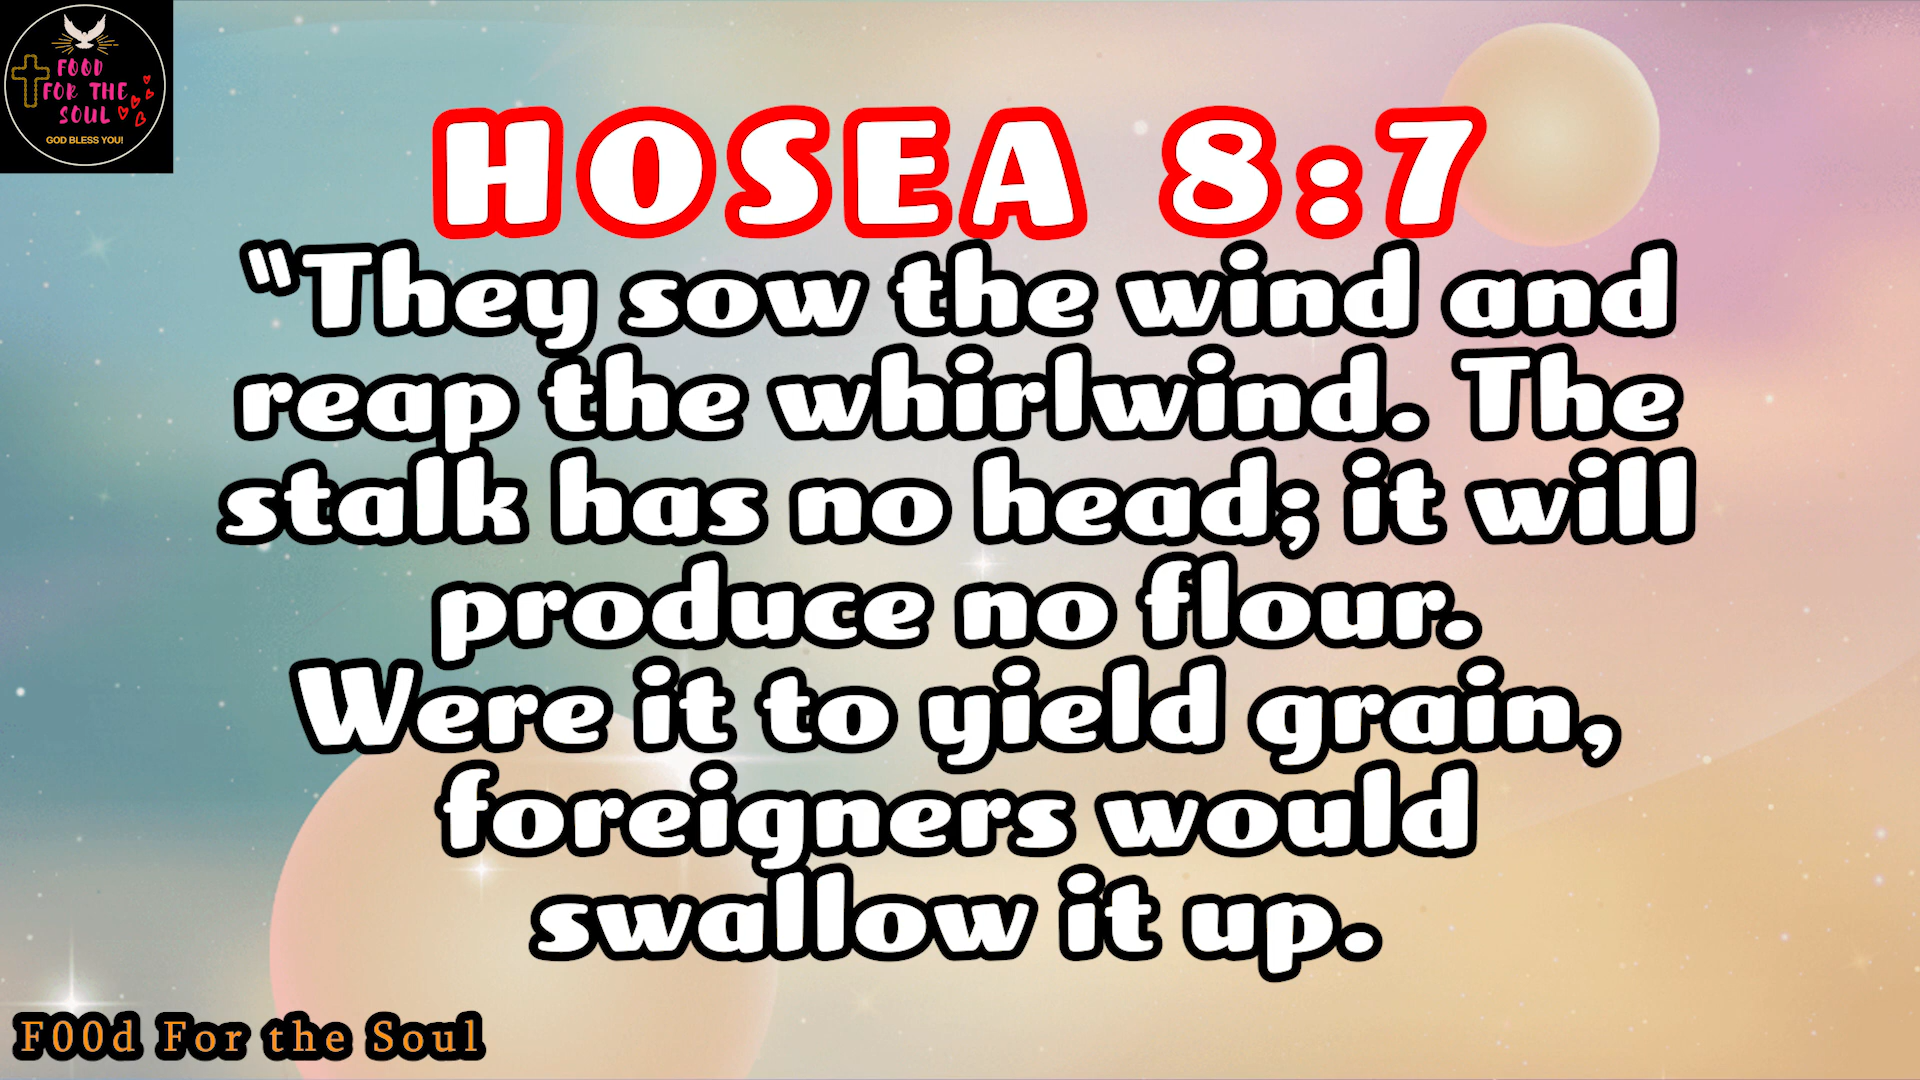 FOOD
FOR THE
SOUL
GOD BLESS YOU!
HOSEA 8:7
"They sow the wind and
reap the whirlwind. The
stalk has no head; it will
produce no flour.
Were it to yield grain,
foreigners would
swallow it up.
F00d For the Soul